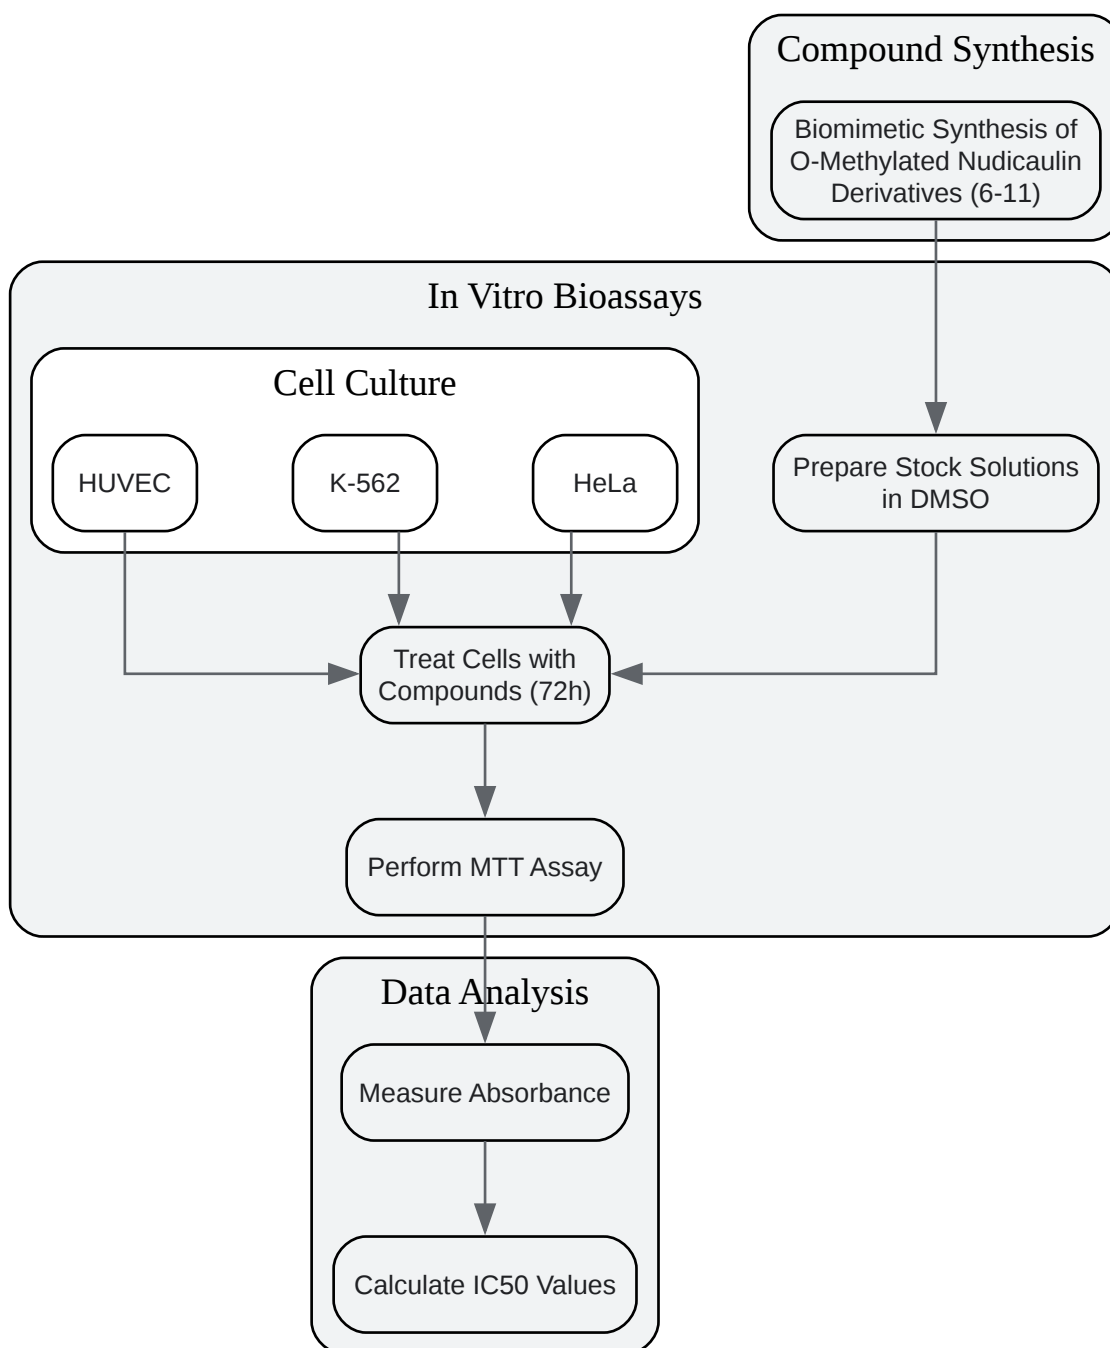 Compound Synthesis
Biomimetic Synthesis of
O-Methylated Nudicaulin
Derivatives (6-11)
In Vitro Bioassays
Cell Culture
HUVEC
K-562
HeLa
Prepare Stock Solutions
in DMSO
Treat Cells with
Compounds (72h)
Perform MTT Assay
Data Analysis
Measure Absorbance
Calculate IC50 Values